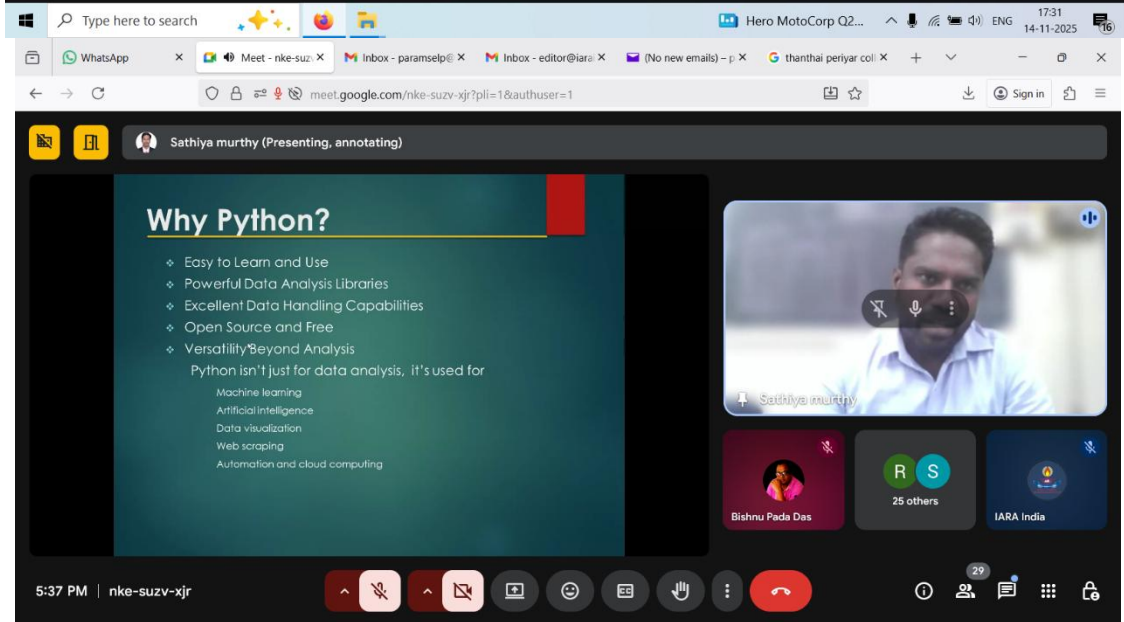 Type here to search
Hero MotoCorp Q2...
ENG
17:31
14-11-2025
16
WhatsApp
Meet - nke-suz
Inbox - paramselp@
Inbox - editor@iara
(No new emails) – p
thanthai periyar coll
meet.google.com/nke-suzv-xjr?pli=1&authuser=1
Sign in
Sathiya murthy (Presenting, annotating)
Why Python?
Easy to Learn and Use
Powerful Data Analysis Libraries
Excellent Data Handling Capabilities
Open Source and Free
Versatility Beyond Analysis
Python isn't just for data analysis, it's used for
Machine learning
Artificial intelligence
Data visualization
Web scraping
Automation and cloud computing
Sathiya murthy
Bishnu Pada Das
R S
25 others
IARA India
5:37 PM | nke-suzv-xjr
29